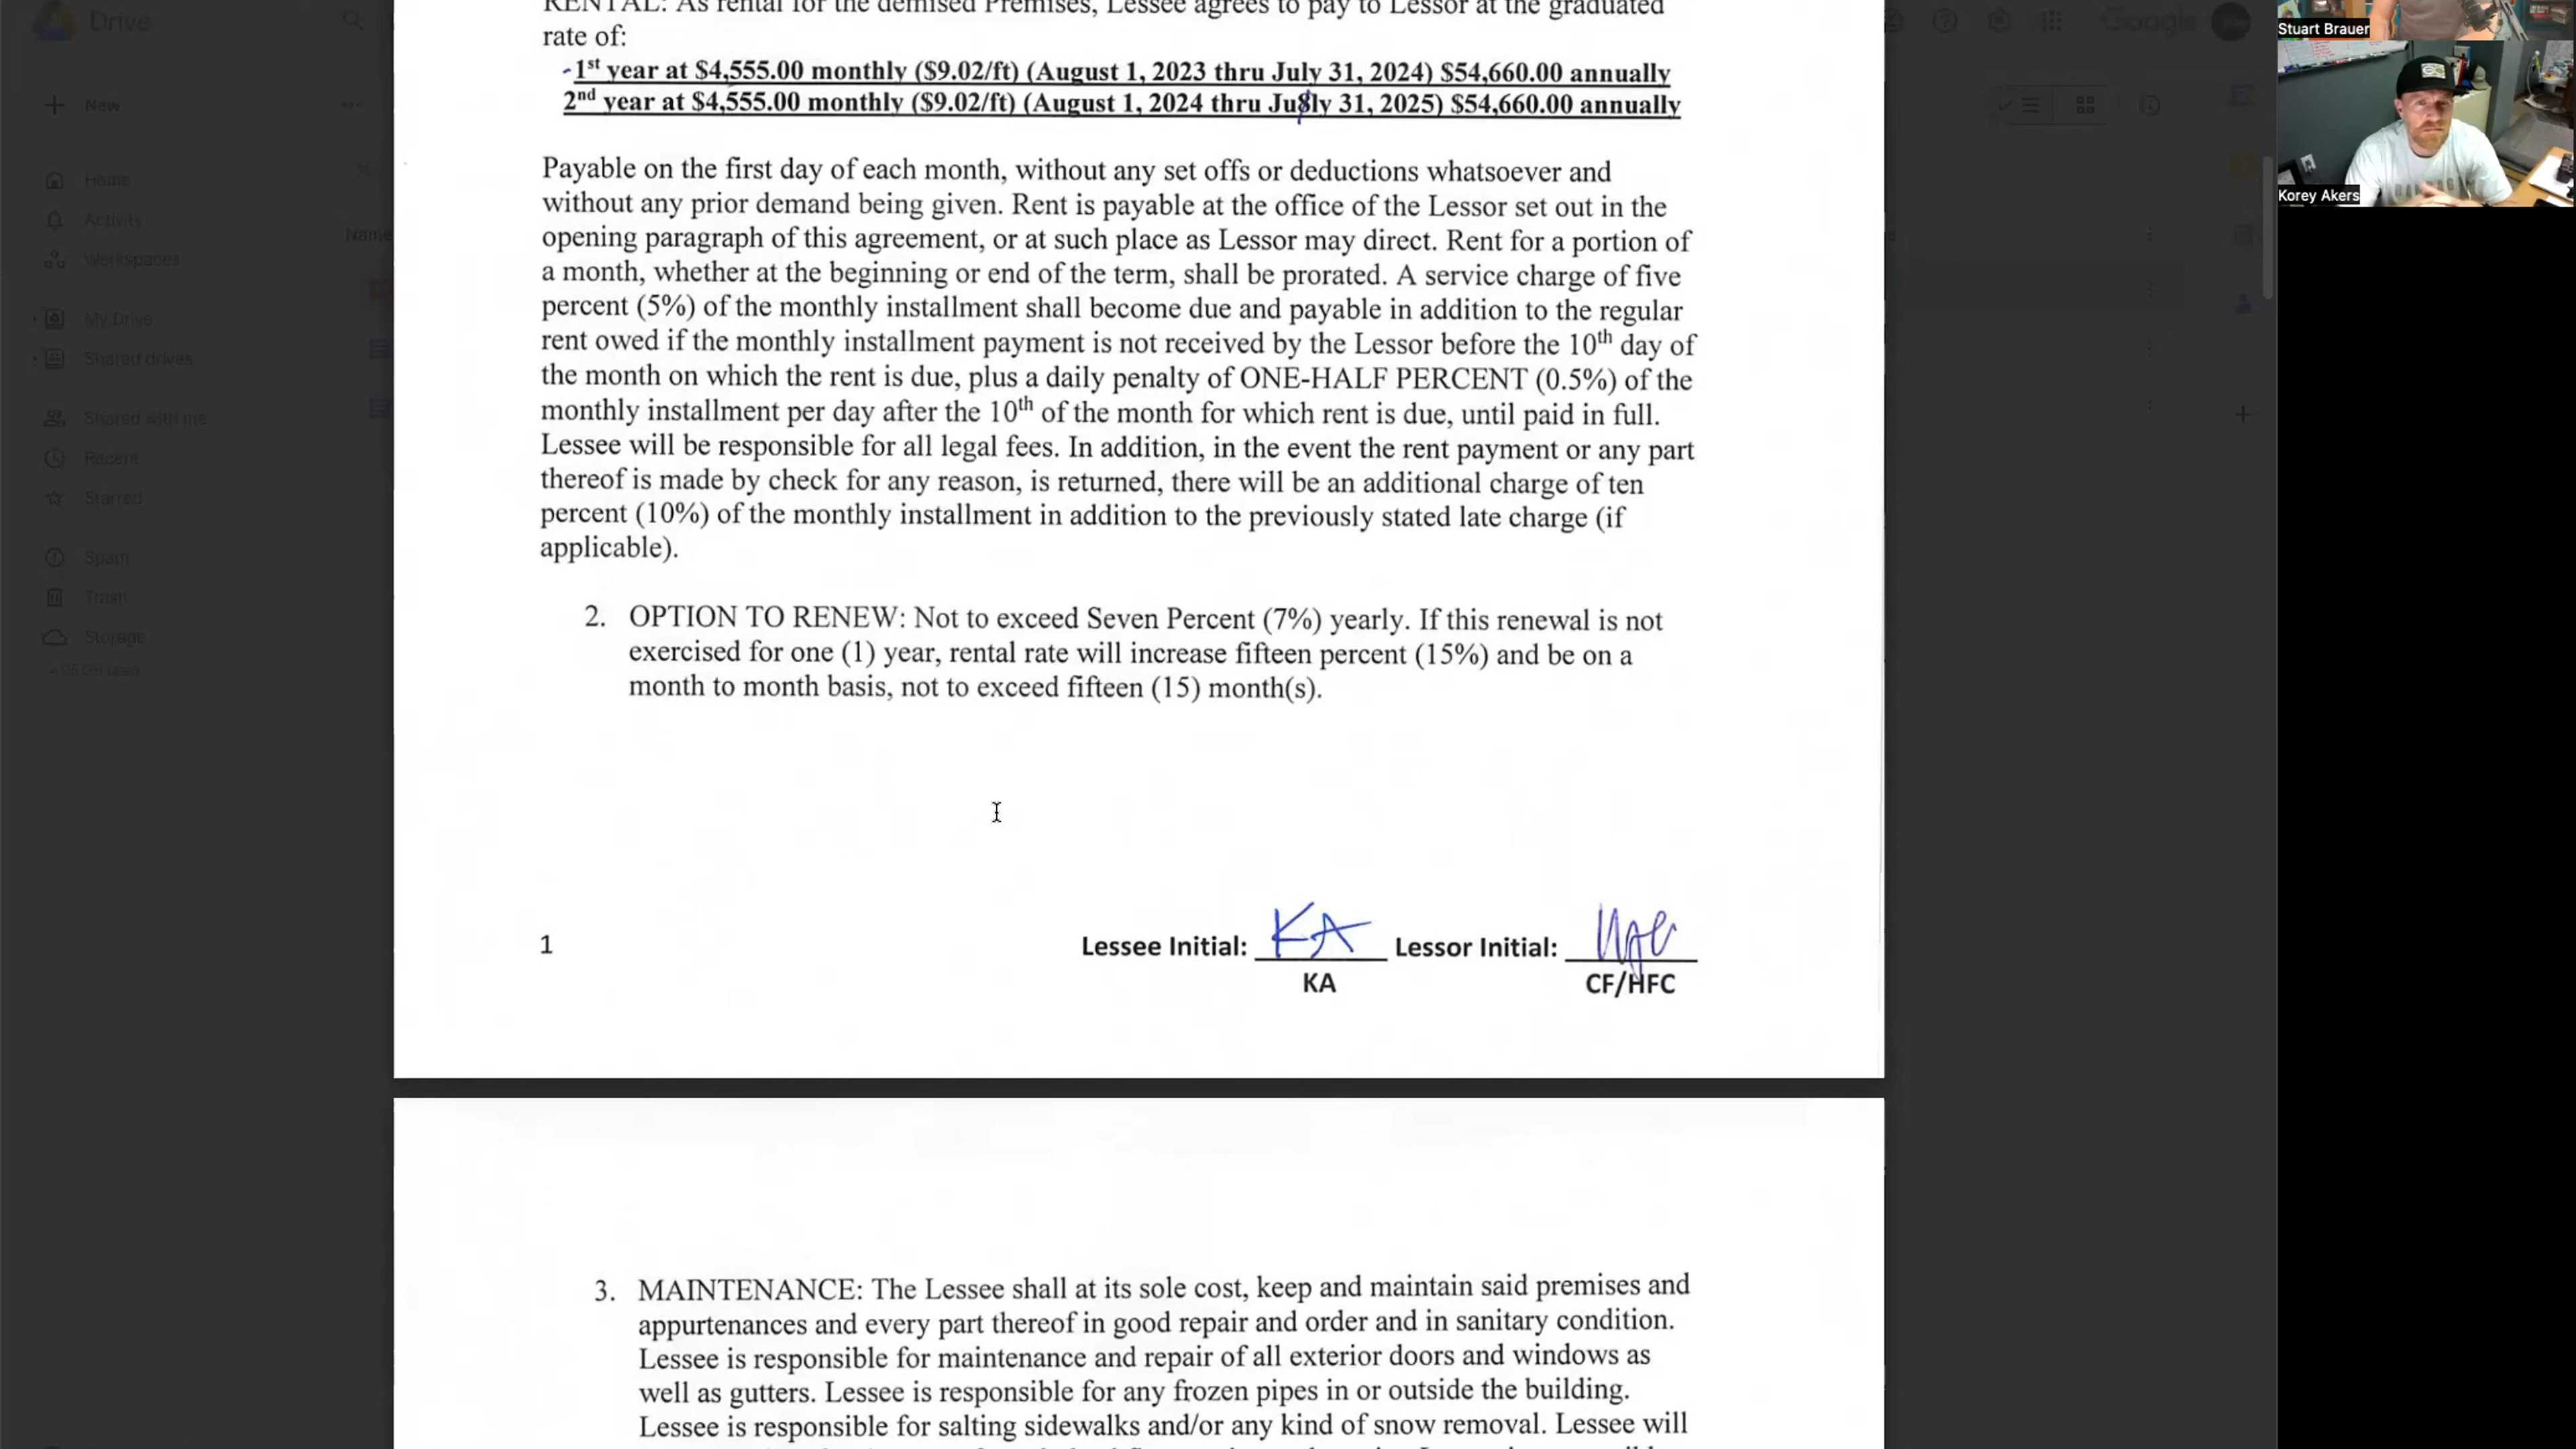 Drive
Google
Stuart Brauer
Korey Akers
New
Home
Activity
Workspaces
My Drive
Shared drives
Shared with me
Recent
Starred
Spam
Trash
Storage
Name
RENTAL: As rental for the demised Premises, Lessee agrees to pay to Lessor at the graduated
rate of:
-1st year at $4,555.00 monthly ($9.02/ft) (August 1, 2023 thru July 31, 2024) $54,660.00 annually
2nd year at $4,555.00 monthly ($9.02/ft) (August 1, 2024 thru Jugly 31, 2025) $54,660.00 annually
Payable on the first day of each month, without any set offs or deductions whatsoever and
without any prior demand being given. Rent is payable at the office of the Lessor set out in the
opening paragraph of this agreement, or at such place as Lessor may direct. Rent for a portion of
a month, whether at the beginning or end of the term, shall be prorated. A service charge of five
percent (5%) of the monthly installment shall become due and payable in addition to the regular
rent owed if the monthly installment payment is not received by the Lessor before the 10th day of
the month on which the rent is due, plus a daily penalty of ONE-HALF PERCENT (0.5%) of the
monthly installment per day after the 10th of the month for which rent is due, until paid in full.
Lessee will be responsible for all legal fees. In addition, in the event the rent payment or any part
thereof is made by check for any reason, is returned, there will be an additional charge of ten
percent (10%) of the monthly installment in addition to the previously stated late charge (if
applicable).
2. OPTION TO RENEW: Not to exceed Seven Percent (7%) yearly. If this renewal is not
exercised for one (1) year, rental rate will increase fifteen percent (15%) and be on a
month to month basis, not to exceed fifteen (15) month(s).
1
Lessee Initial: KA Lessor Initial:
KA CF/HFC
3. MAINTENANCE: The Lessee shall at its sole cost, keep and maintain said premises and
appurtenances and every part thereof in good repair and order and in sanitary condition.
Lessee is responsible for maintenance and repair of all exterior doors and windows as
well as gutters. Lessee is responsible for any frozen pipes in or outside the building.
Lessee is responsible for salting sidewalks and/or any kind of snow removal. Lessee will